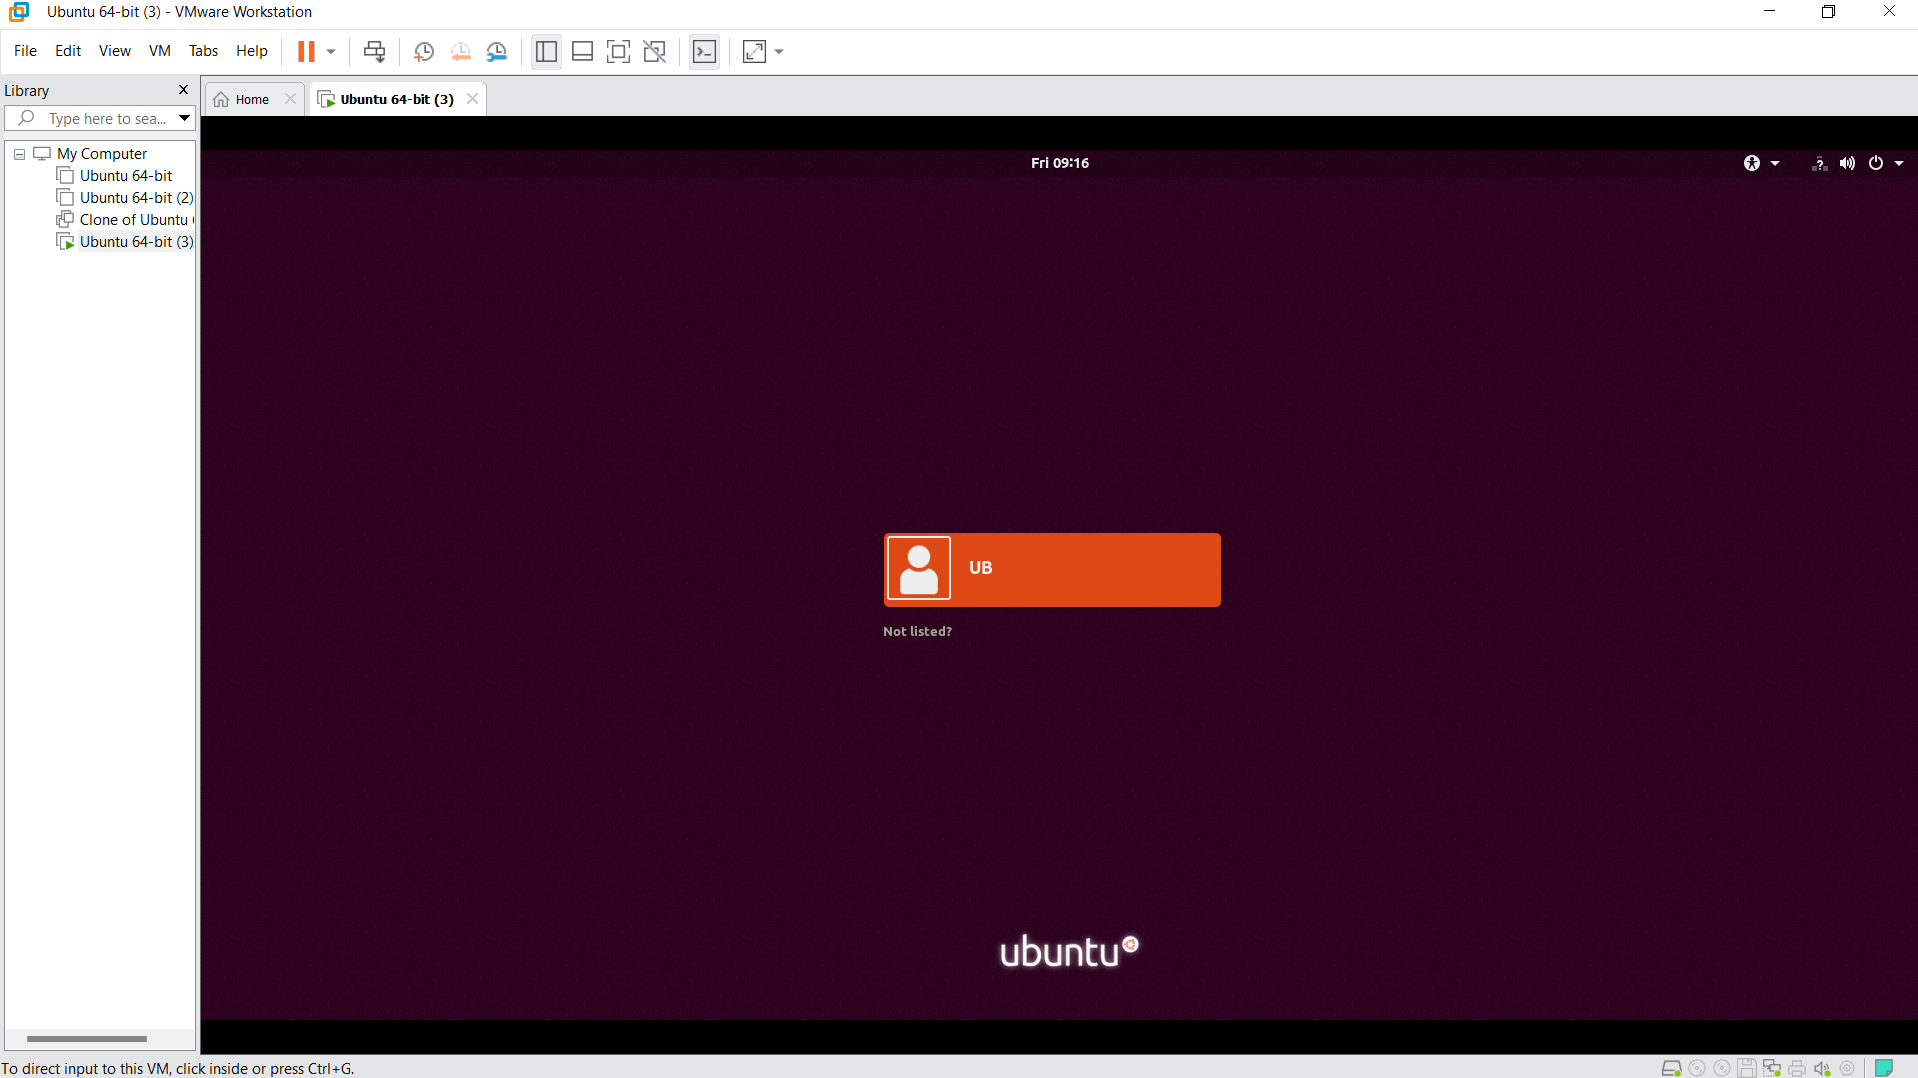 Ubuntu 64-bit (3) - VMware Workstation
File Edit View VM Tabs Help
Library
Type here to sea...
My Computer
Ubuntu 64-bit
Ubuntu 64-bit (2)
Clone of Ubuntu
Ubuntu 64-bit (3)
Home
Ubuntu 64-bit (3)
Fri 09:16
?
UB
Not listed?
ubuntu
To direct input to this VM, click inside or press Ctrl+G.